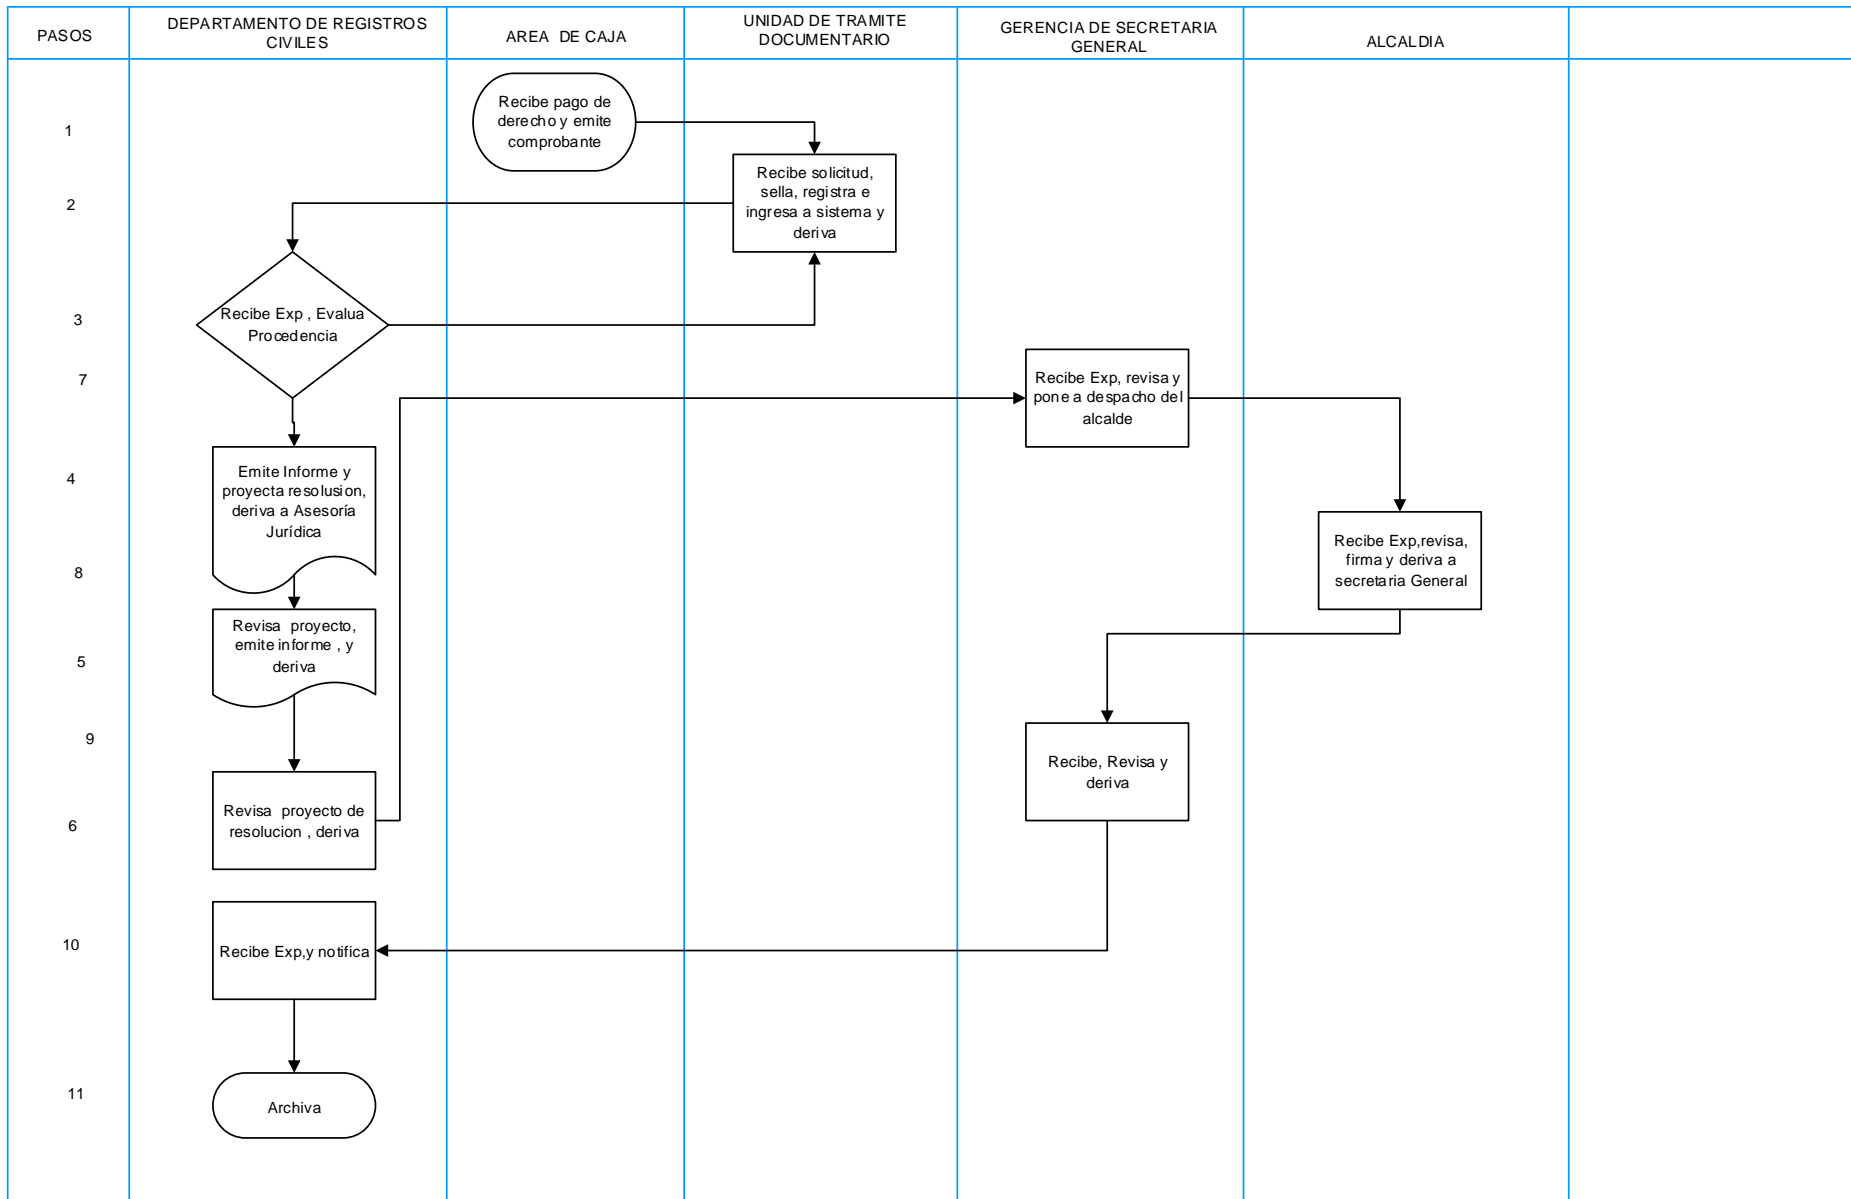 PASOS
DEPARTAMENTO DE REGISTROS
CIVILES
AREA DE CAJA
UNIDAD DE TRAMITE
DOCUMENTARIO
GERENCIA DE SECRETARIA
GENERAL
ALCALDIA
1
Recibe pago de
derecho y emite
comprobante
2
Recibe solicitud,
sella, registra e
ingresa a sistema y
deriva
3
Recibe Exp , Evalua
Procedencia
7
Recibe Exp, revisa y
pone a despacho del
alcalde
4
Emite Informe y
proyecta resolusion,
deriva a Asesoría
Jurídica
8
Recibe Exp,revisa,
firma y deriva a
secretaria General
5
Revisa proyecto,
emite informe , y
deriva
9
Recibe, Revisa y
deriva
6
Revisa proyecto de
resolucion , deriva
10
Recibe Exp,y notifica
11
Archiva